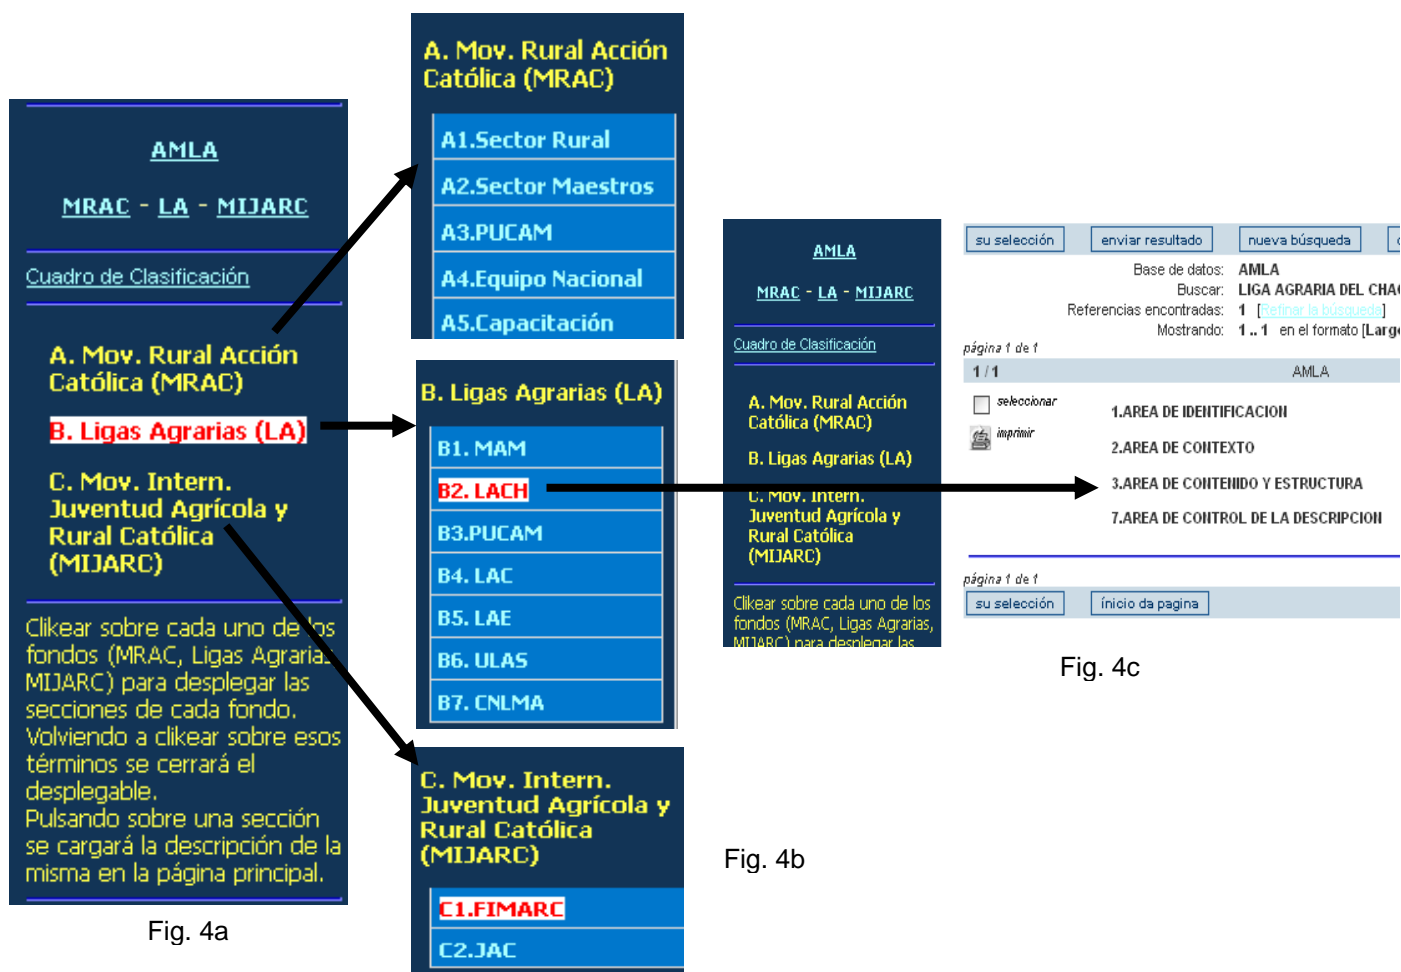 AMLA
MRAC - LA - MIJARC
Cuadro de Clasificación
A. Mov. Rural Acción
Católica (MRAC)
B. Ligas Agrarias (LA)
C. Mov. Intern.
Juventud Agrícola y
Rural Católica
(MIJARC)
Clikear sobre cada uno de los
fondos (MRAC, Ligas Agrarias
MIJARC) para desplegar las
secciones de cada fondo.
Volviendo a clikear sobre esos
términos se cerrará el
desplegable.
Pulsando sobre una sección
se cargará la descripción de la
misma en la página principal.
Fig. 4a
A. Mov. Rural Acción
Católica (MRAC)
A1.Sector Rural
A2.Sector Maestros
A3.PUCAM
A4.Equipo Nacional
A5.Capacitación
B. Ligas Agrarias (LA)
B1. MAM
B2. LACH
B3.PUCAM
B4. LAC
B5. LAE
B6. ULAS
B7. CNLMA
C. Mov. Intern.
Juventud Agrícola y
Rural Católica
(MIJARC)
C1.FIMARC
C2.JAC
Fig. 4b
AMLA
MRAC - LA - MIJARC
Cuadro de Clasificación
A. Mov. Rural Acción
Católica (MRAC)
B. Ligas Agrarias (LA)
C. Mov. Intern.
Juventud Agrícola y
Rural Católica
(MIJARC)
Clikear sobre cada uno de los
fondos (MRAC, Ligas Agrarias,
MIJARC) para desplegar las
su selección enviar resultado nueva búsqueda
Base de datos: AMLA
Buscar: LIGA AGRARIA DEL CHAC
Referencias encontradas: 1 [Refinar la búsqueda]
Mostrando: 1 .. 1 en el formato [Largo
página 1 de 1
1 / 1 AMLA
seleccionar
imprimir
1.AREA DE IDENTIFICACION
2.AREA DE CONTEXTO
3.AREA DE CONTENIDO Y ESTRUCTURA
7.AREA DE CONTROL DE LA DESCRIPCION
página 1 de 1
su selección ínicio da pagina
Fig. 4c